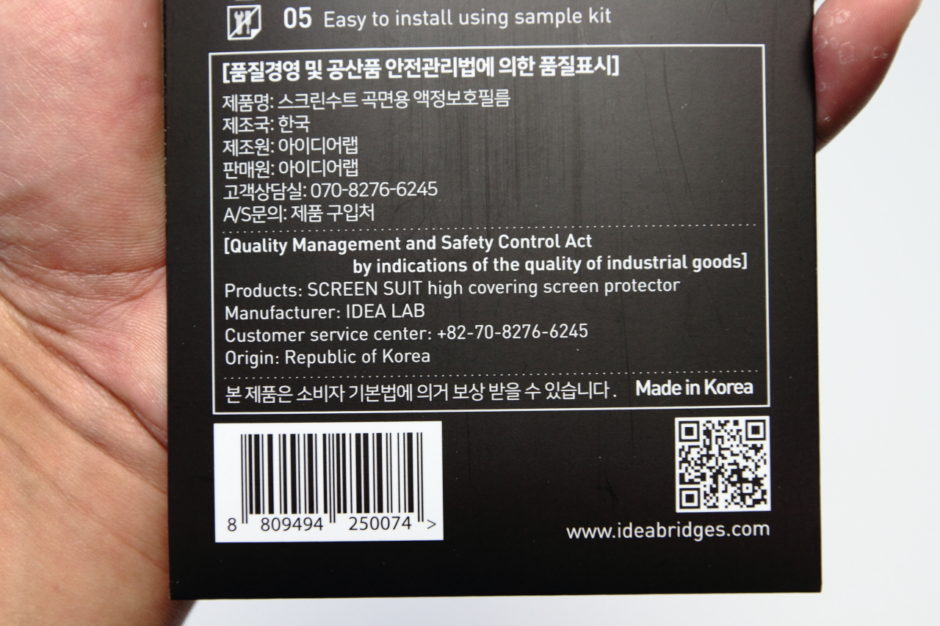 05 Easy to install using sample kit
[품질경영 및 공산품 안전관리법에 의한 품질표시]
제품명: 스크린수트 곡면용 액정보호필름
제조국: 한국
제조원: 아이디어랩
판매원: 아이디어랩
고객상담실: 070-8276-6245
A/S문의: 제품 구입처
[Quality Management and Safety Control Act
by indications of the quality of industrial goods]
Products: SCREEN SUIT high covering screen protector
Manufacturer: IDEA LAB
Customer service center: +82-70-8276-6245
Origin: Republic of Korea
본 제품은 소비자 기본법에 의거 보상 받을 수 있습니다. Made in Korea
8 809494 250074 >
www.ideabridges.com